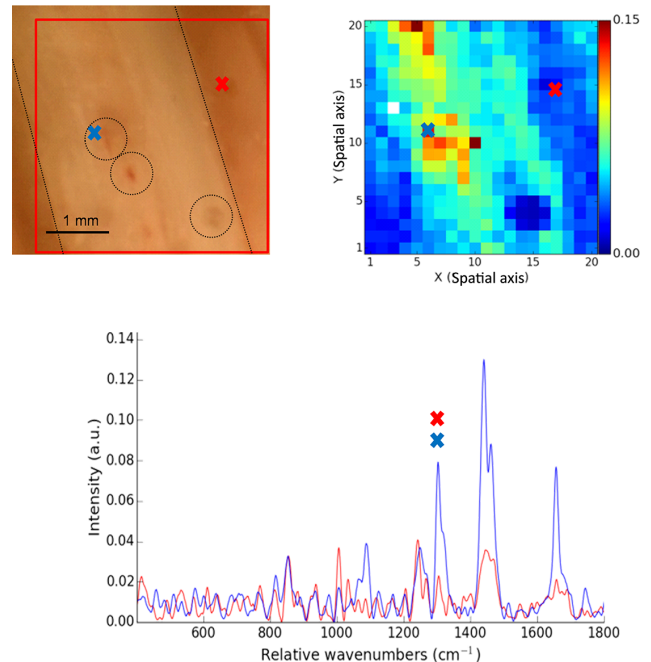 1 mm
20
15
10
5
1
Y (Spatial axis)
1 5 10 15 20
X (Spatial axis)
0.15
0.00
0.14
0.12
0.10
0.08
0.06
0.04
0.02
0.00
Intensity (a.u.)
600 800 1000 1200 1400 1600 1800
Relative wavenumbers (cm⁻¹)